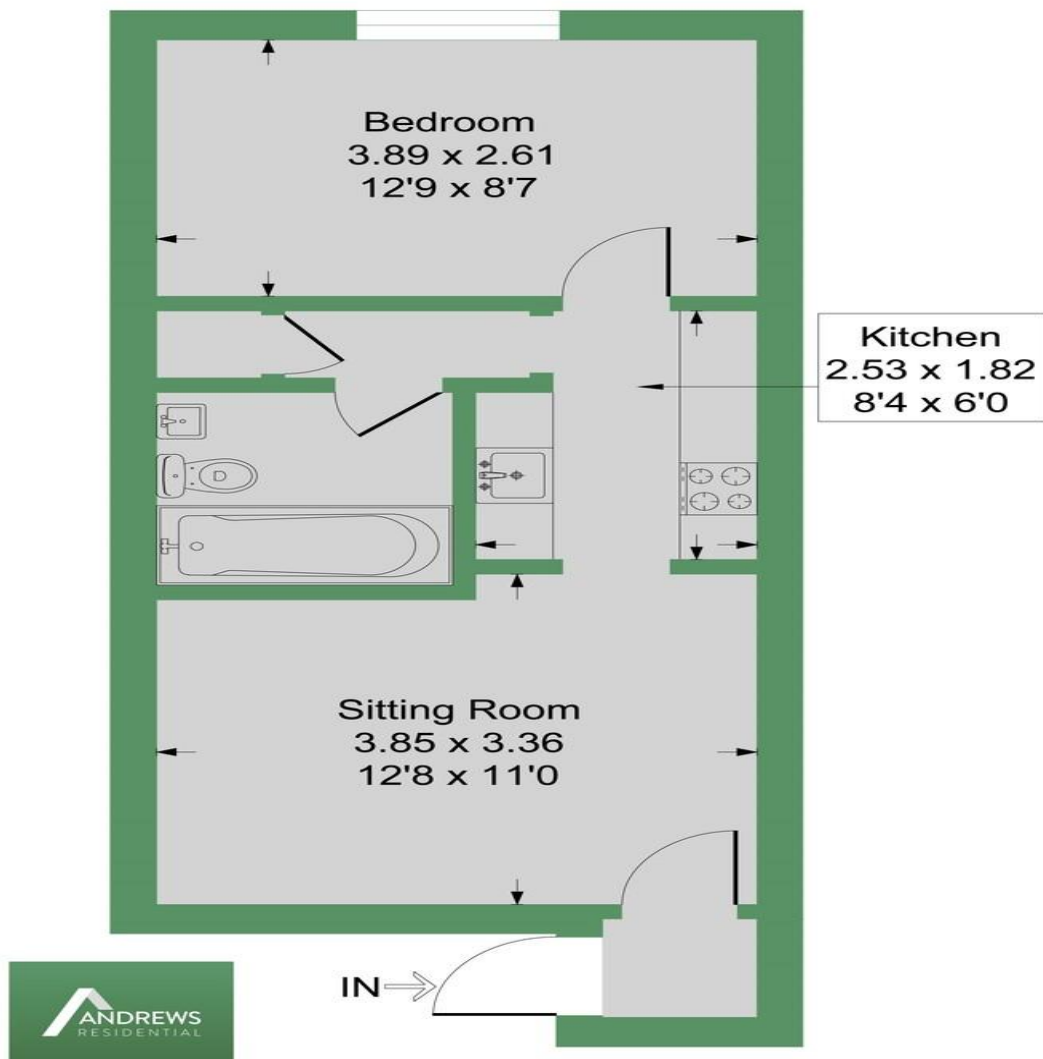 Bedroom
3.89 x 2.61
12'9 x 8'7
Kitchen
2.53 x 1.82
8'4 x 6'0
Sitting Room
3.85 x 3.36
12'8 x 11'0
IN
ANDREWS
RESIDENTIAL